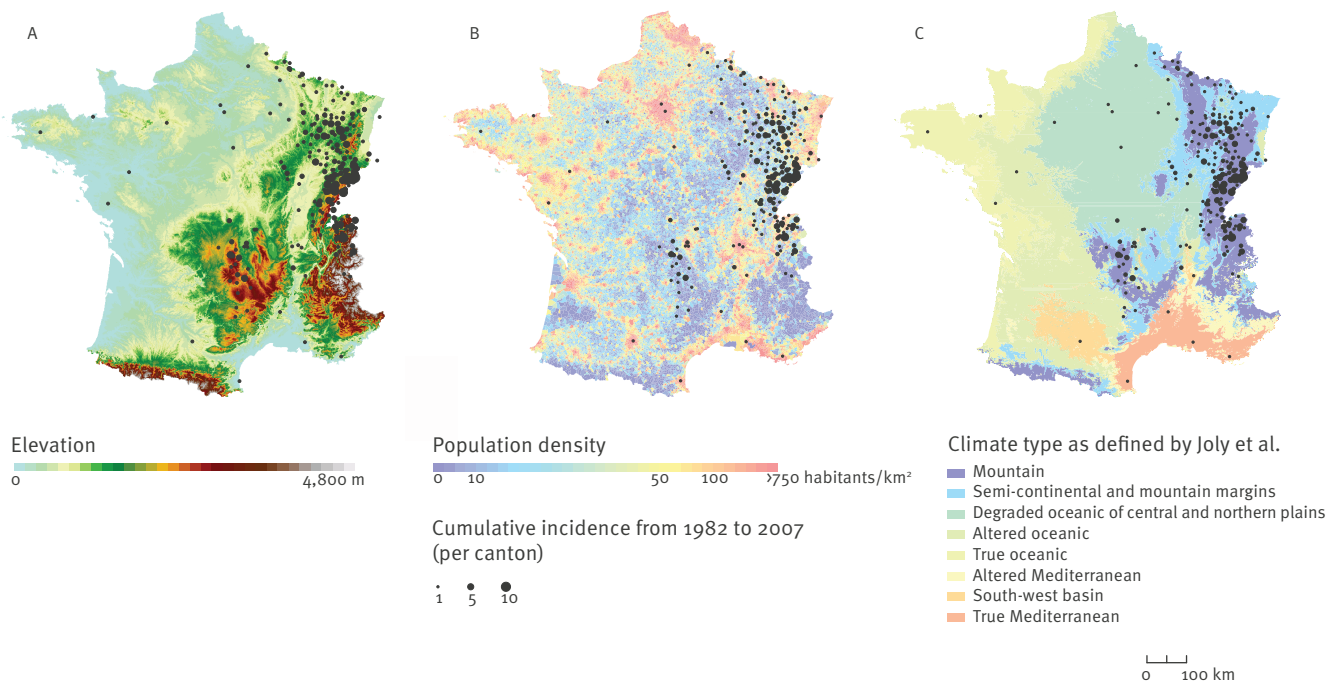 A
B
C
Elevation
0
4,800 m
Population density
0 10 50 100 >750 habitants/km²
Cumulative incidence from 1982 to 2007
(per canton)
1 5 10
Climate type as defined by Joly et al.
Mountain
Semi-continental and mountain margins
Degraded oceanic of central and northern plains
Altered oceanic
True oceanic
Altered Mediterranean
South-west basin
True Mediterranean
0 100 km